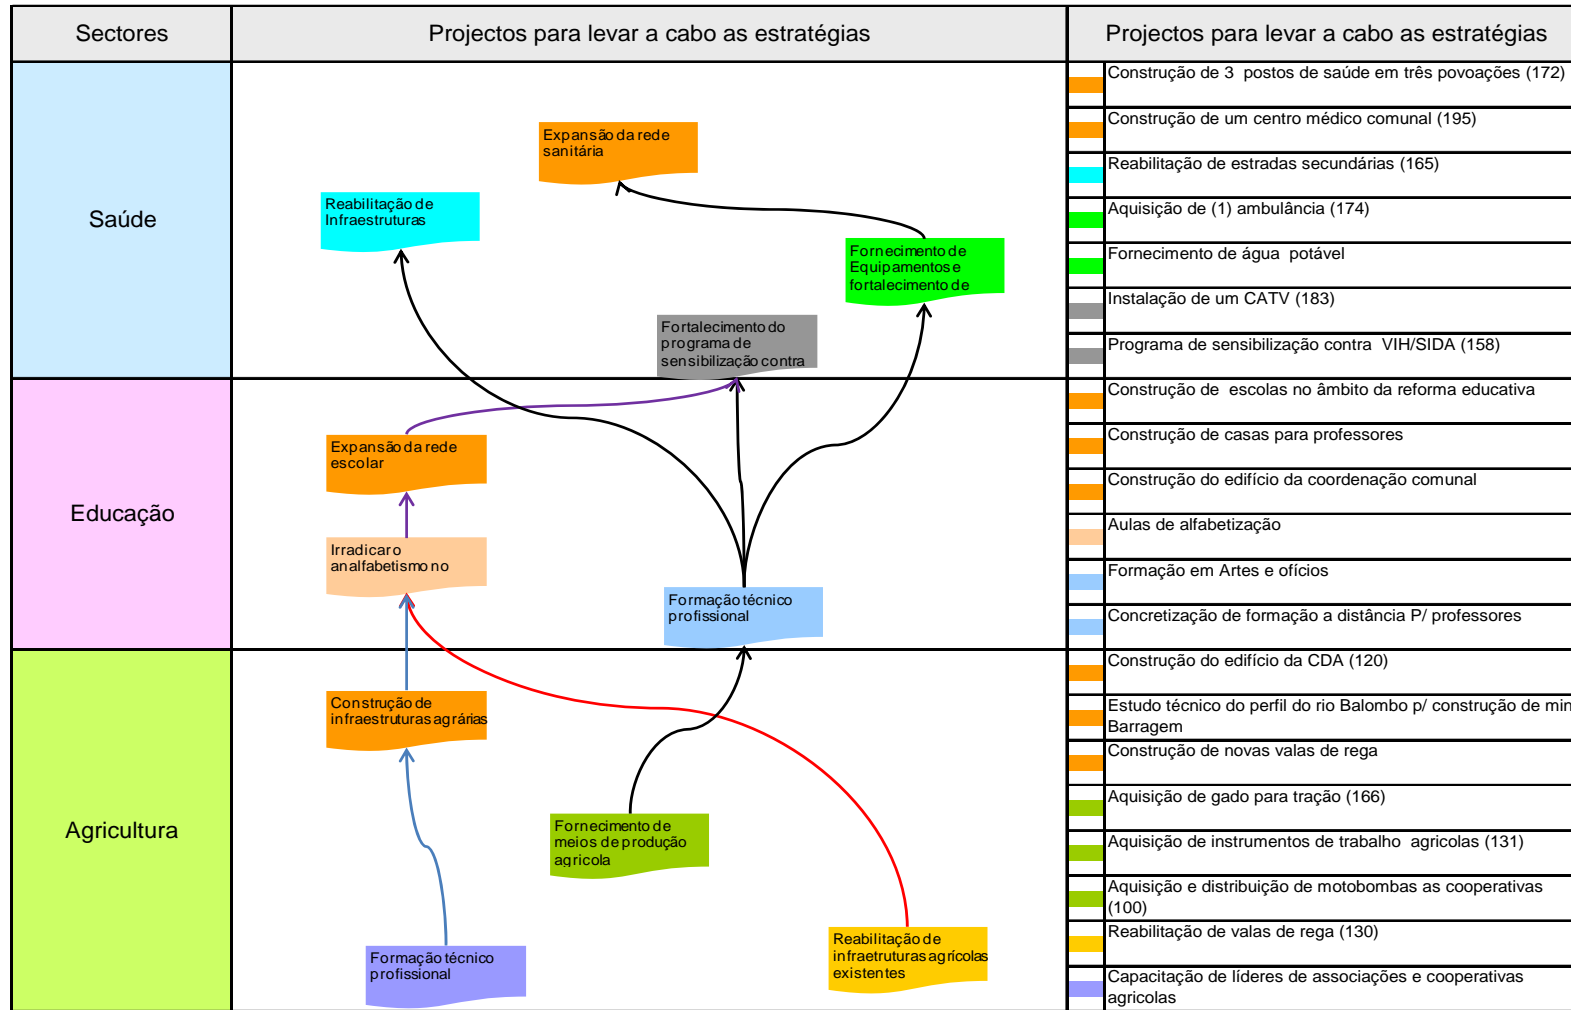 Sectores
Projectos para levar a cabo as estratégias
Projectos para levar a cabo as estratégias
Saúde
Expansão da rede
sanitária
Reabilitação de
Infraestruturas
Fornecimento de
Equipamentos e
fortalecimento de
Fortalecimento do
programa de
sensibilização contra
Construção de 3 postos de saúde em três povoações (172)
Construção de um centro médico comunal (195)
Reabilitação de estradas secundárias (165)
Aquisição de (1) ambulância (174)
Fornecimento de água potável
Instalação de um CATV (183)
Programa de sensibilização contra VIH/SIDA (158)
Educação
Expansão da rede
escolar
Irradicar o
analfabetismo no
Formação técnico
profissional
Construção de escolas no âmbito da reforma educativa
Construção de casas para professores
Construção do edifício da coordenação comunal
Aulas de alfabetização
Formação em Artes e ofícios
Concretização de formação a distância P/ professores
Agricultura
Construção de
infraestruturas agrárias
Fornecimento de
meios de produção
agricola
Formação técnico
profissional
Reabilitação de
infraetruturas agrícolas
existentes
Construção do edifício da CDA (120)
Estudo técnico do perfil do rio Balombo p/ construção de min
Barragem
Construção de novas valas de rega
Aquisição de gado para tração (166)
Aquisição de instrumentos de trabalho agricolas (131)
Aquisição e distribuição de motobombas as cooperativas
(100)
Reabilitação de valas de rega (130)
Capacitação de líderes de associações e cooperativas
agricolas